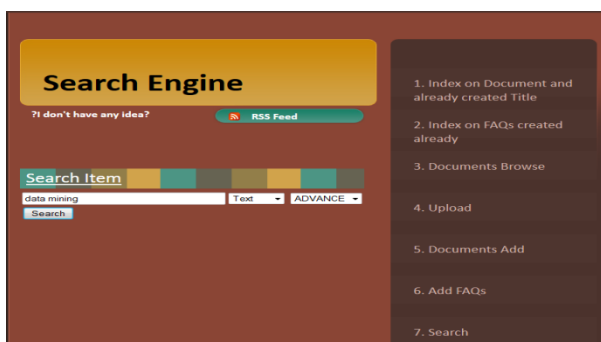 Search Engine
?I don't have any idea?
RSS Feed
Search Item
data mining
Text
ADVANCE
Search
1. Index on Document and
already created Title
2. Index on FAQs created
already
3. Documents Browse
4. Upload
5. Documents Add
6. Add FAQs
7. Search